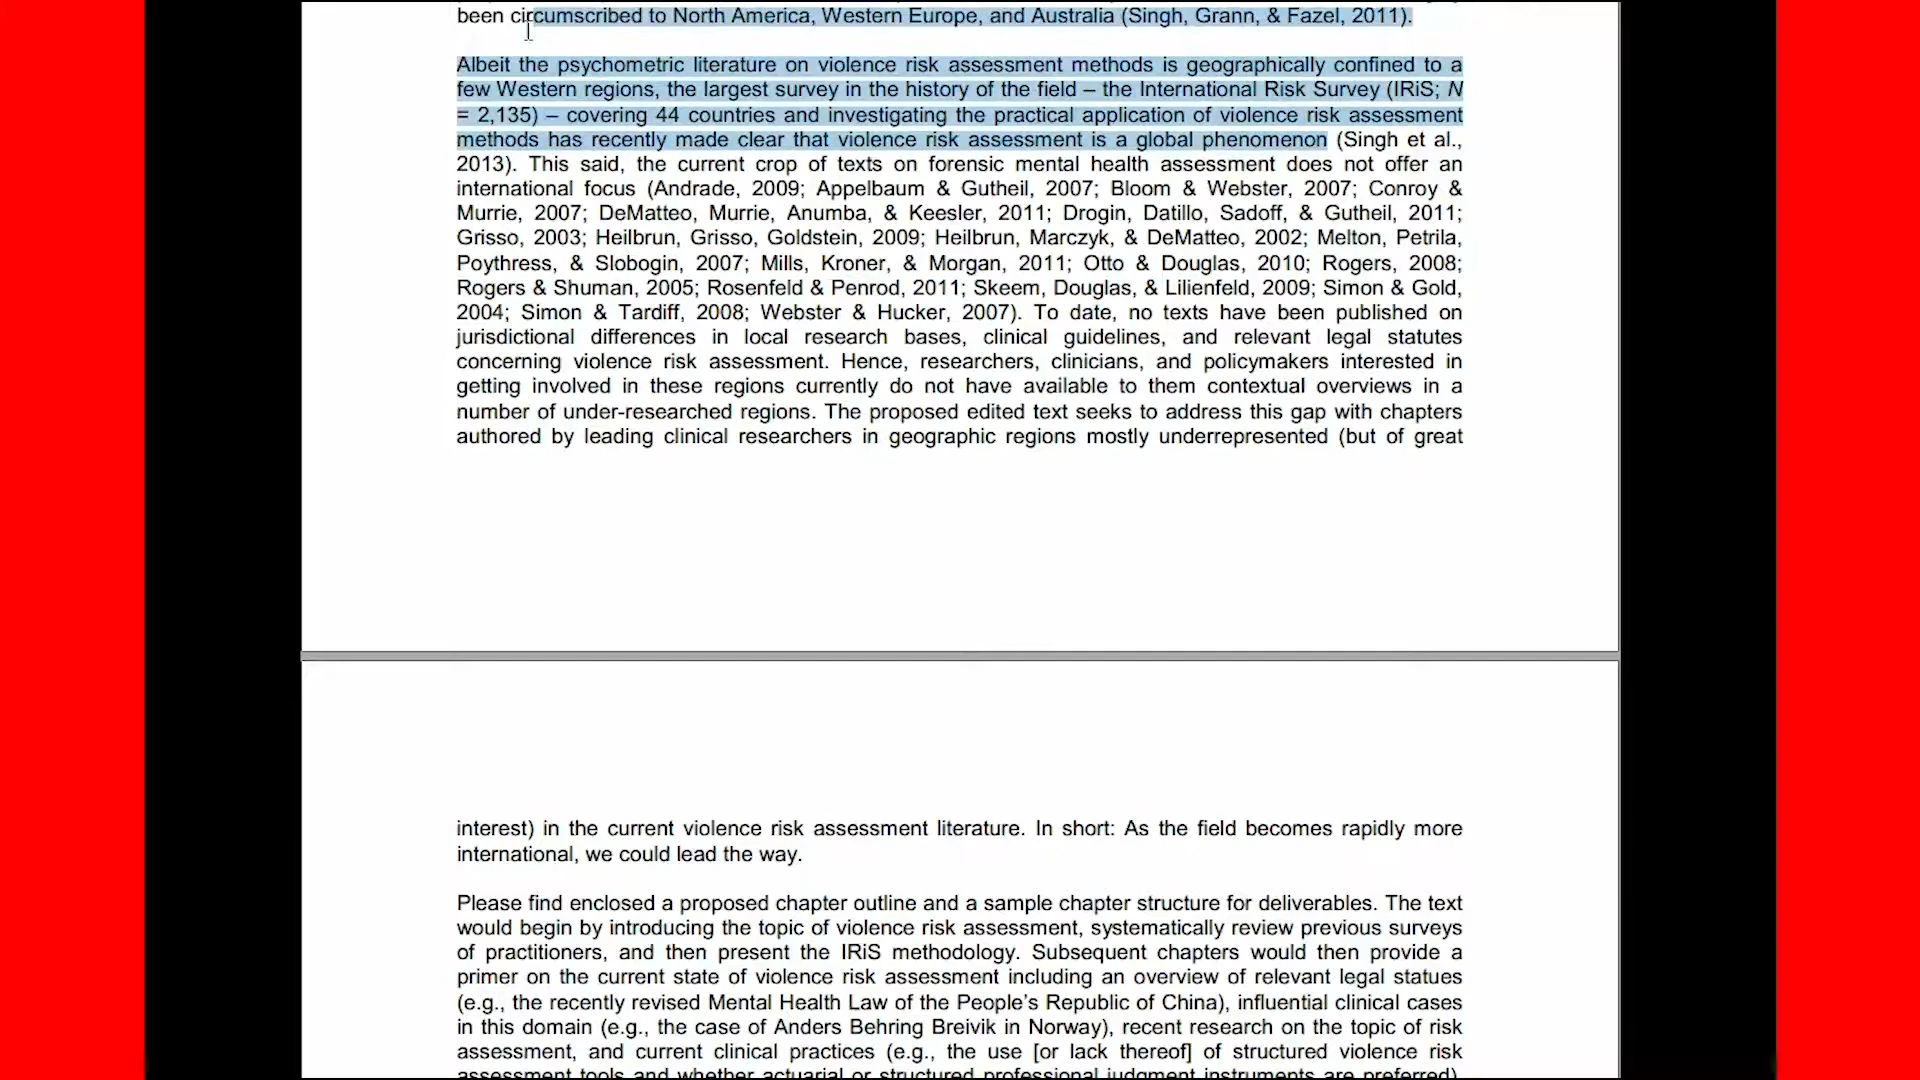 been circumscribed to North America, Western Europe, and Australia (Singh, Grann, & Fazel, 2011).
Albeit the psychometric literature on violence risk assessment methods is geographically confined to a
few Western regions, the largest survey in the history of the field – the International Risk Survey (IRiS; N
= 2,135) – covering 44 countries and investigating the practical application of violence risk assessment
methods has recently made clear that violence risk assessment is a global phenomenon (Singh et al.,
2013). This said, the current crop of texts on forensic mental health assessment does not offer an
international focus (Andrade, 2009; Appelbaum & Gutheil, 2007; Bloom & Webster, 2007; Conroy &
Murrie, 2007; DeMatteo, Murrie, Anumba, & Keesler, 2011; Drogin, Datillo, Sadoff, & Gutheil, 2011;
Grisso, 2003; Heilbrun, Grisso, Goldstein, 2009; Heilbrun, Marczyk, & DeMatteo, 2002; Melton, Petrila,
Poythress, & Slobogin, 2007; Mills, Kroner, & Morgan, 2011; Otto & Douglas, 2010; Rogers, 2008;
Rogers & Shuman, 2005; Rosenfeld & Penrod, 2011; Skeem, Douglas, & Lilienfeld, 2009; Simon & Gold,
2004; Simon & Tardiff, 2008; Webster & Hucker, 2007). To date, no texts have been published on
jurisdictional differences in local research bases, clinical guidelines, and relevant legal statutes
concerning violence risk assessment. Hence, researchers, clinicians, and policymakers interested in
getting involved in these regions currently do not have available to them contextual overviews in a
number of under-researched regions. The proposed edited text seeks to address this gap with chapters
authored by leading clinical researchers in geographic regions mostly underrepresented (but of great
interest) in the current violence risk assessment literature. In short: As the field becomes rapidly more
international, we could lead the way.
Please find enclosed a proposed chapter outline and a sample chapter structure for deliverables. The text
would begin by introducing the topic of violence risk assessment, systematically review previous surveys
of practitioners, and then present the IRiS methodology. Subsequent chapters would then provide a
primer on the current state of violence risk assessment including an overview of relevant legal statues
(e.g., the recently revised Mental Health Law of the People's Republic of China), influential clinical cases
in this domain (e.g., the case of Anders Behring Breivik in Norway), recent research on the topic of risk
assessment, and current clinical practices (e.g., the use [or lack thereof] of structured violence risk
assessment tools and whether actuarial or structured professional judgment instruments are preferred).